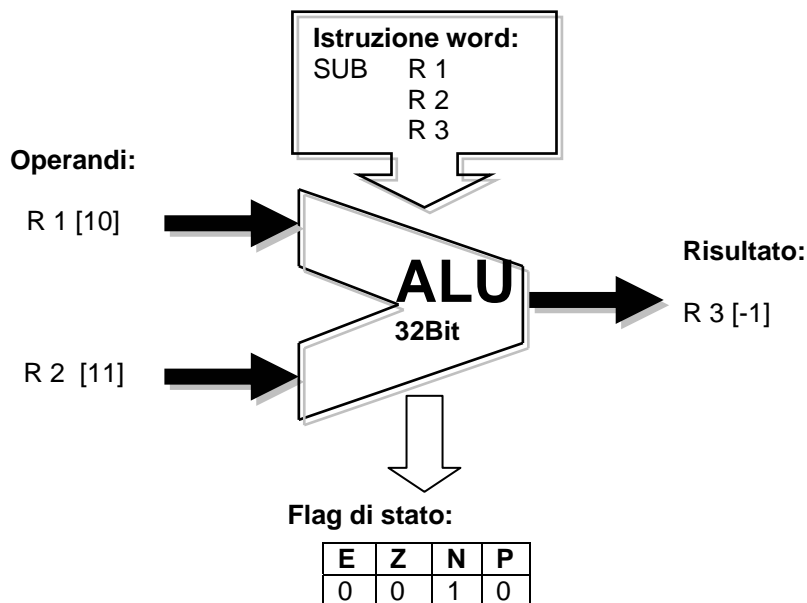 Istruzione word:
SUB R 1
R 2
R 3
Operandi:
R 1 [10]
Risultato:
ALU
32Bit
R 3 [-1]
R 2 [11]
Flag di stato:
E Z N P
0 0 1 0